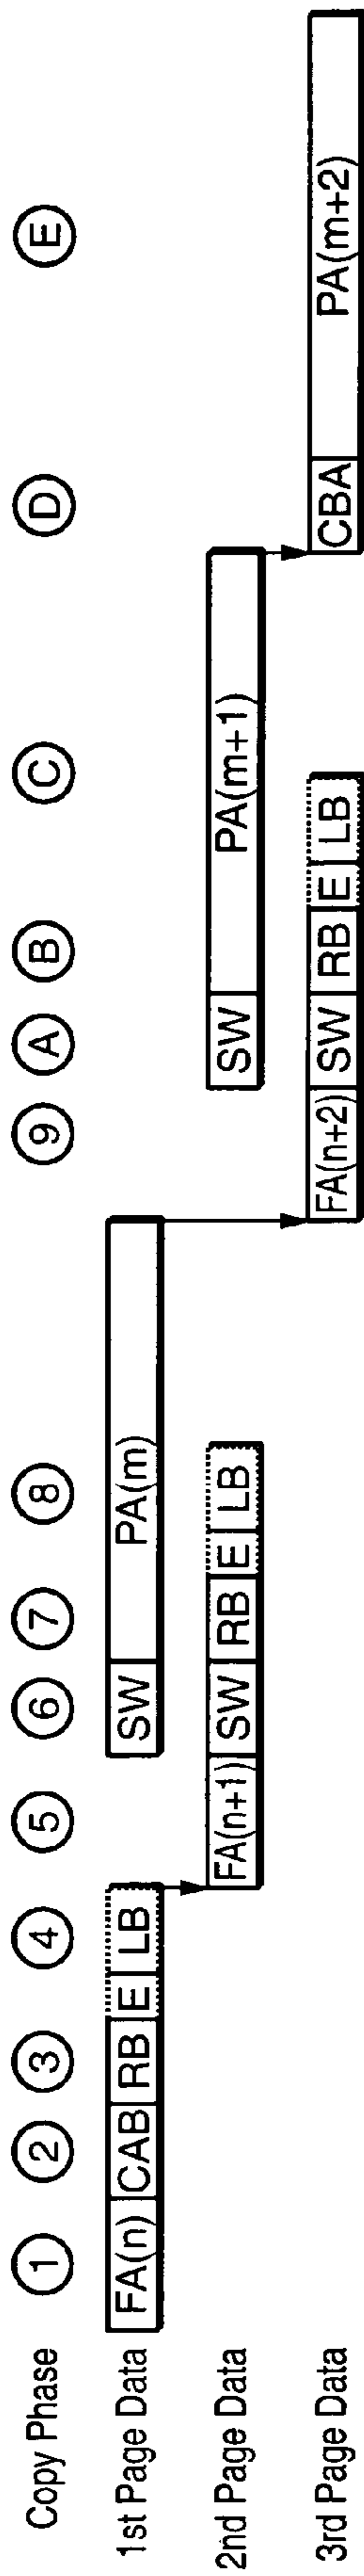 Copy Phase 1 2 3 4 5 6 7 8 9 A B C D E
1st Page Data FA(n) CAB RB E LB SW PA(m)
2nd Page Data FA(n+1) SW RB E LB SW PA(m+1)
3rd Page Data FA(n+2) SW RB E LB CBA PA(m+2)